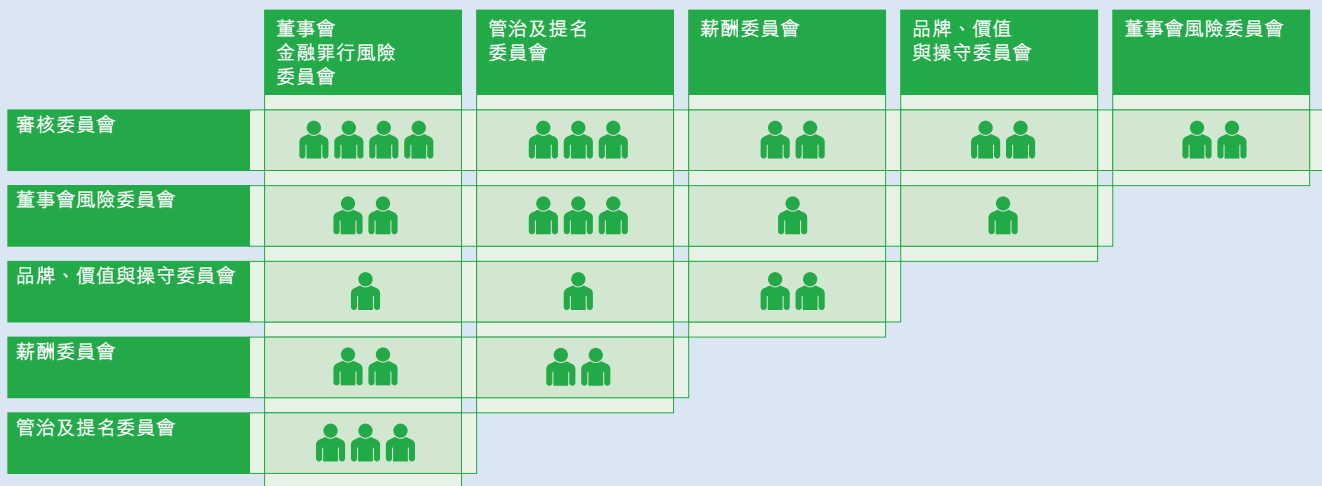 董事會
金融罪行風險
委員會
管治及提名
委員會
薪酬委員會
品牌、價值
與操守委員會
董事會風險委員會
審核委員會
董事會風險委員會
品牌、價值與操守委員會
薪酬委員會
管治及提名委員會